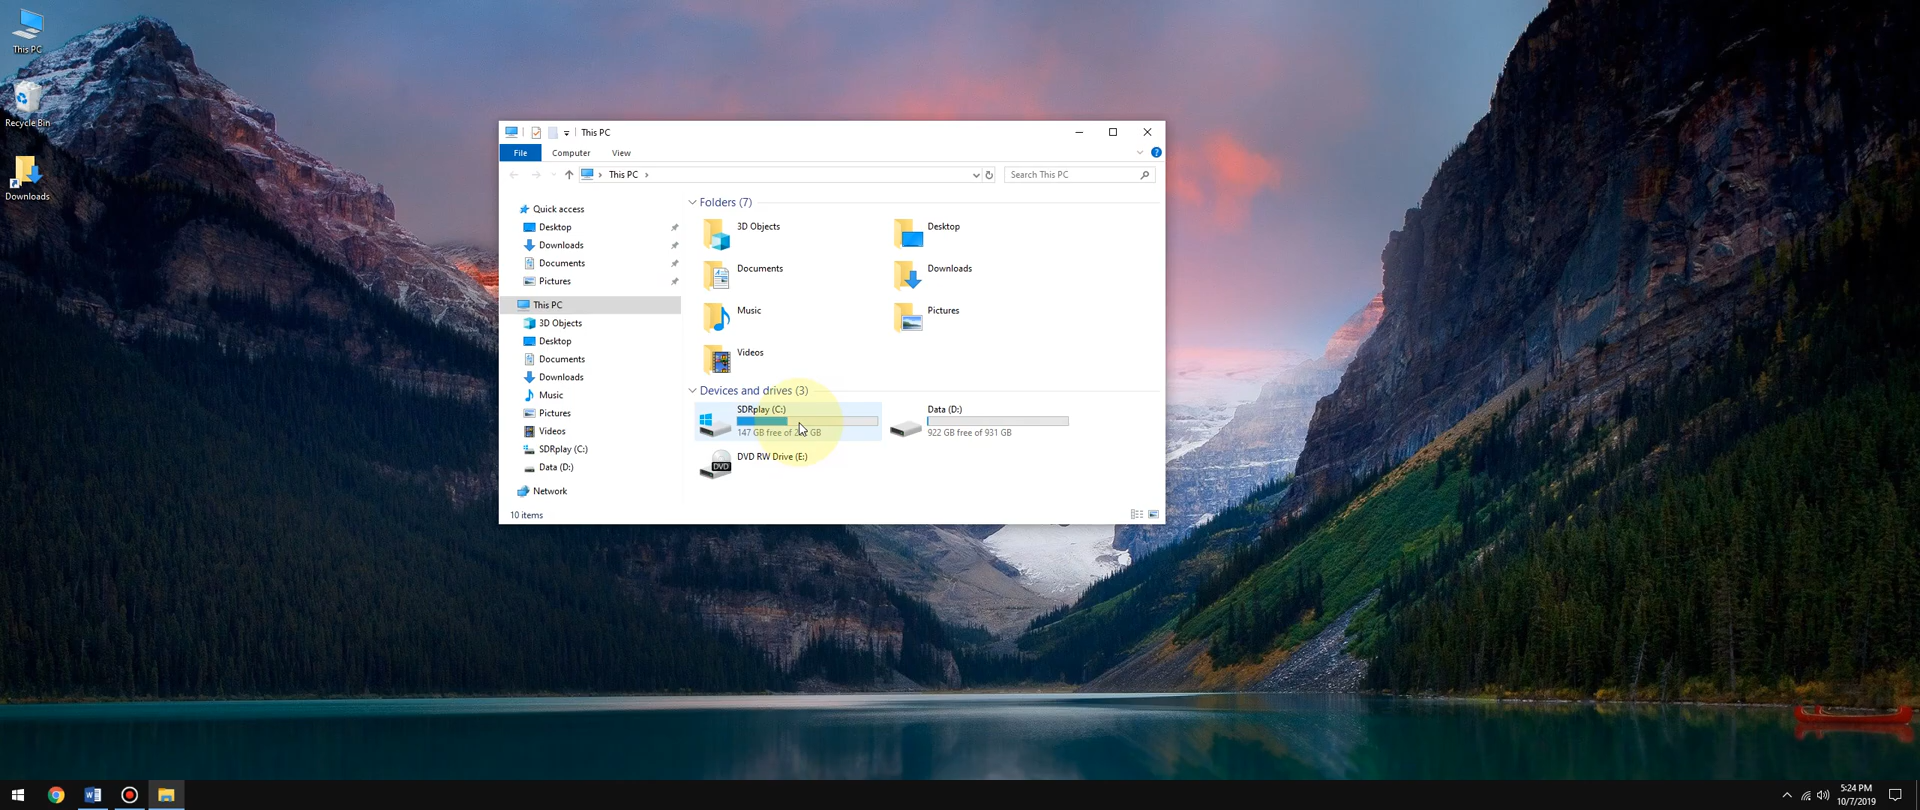 This PC
Recycle Bin
Downloads
This PC
File Computer View
This PC
Search This PC
Quick access
Desktop
Downloads
Documents
Pictures
This PC
3D Objects
Desktop
Documents
Downloads
Music
Pictures
Videos
SDRplay (C:)
Data (D:)
Network
Folders (7)
3D Objects
Desktop
Documents
Downloads
Music
Pictures
Videos
Devices and drives (3)
SDRplay (C:)
147 GB free of GB
Data (D:)
922 GB free of 931 GB
DVD RW Drive (E:)
DVD
10 items
5:24 PM
10/7/2019